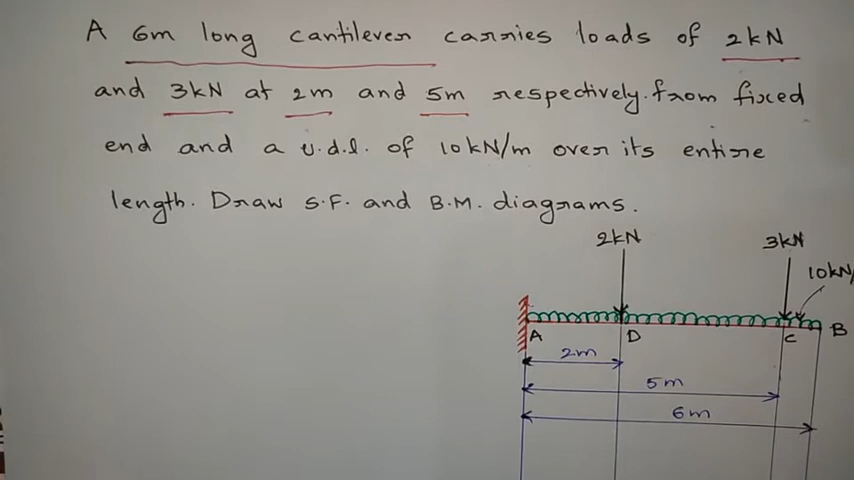 A 6m long cantilever carries loads of 2kN
and 3kN at 2m and 5m respectively. from fixed
end and a u.d.l. of 10kN/m over its entire
length. Draw S.F. and B.M. diagrams.
2kN
3kN
10kN/
A
D
C
B
2m
5m
6m